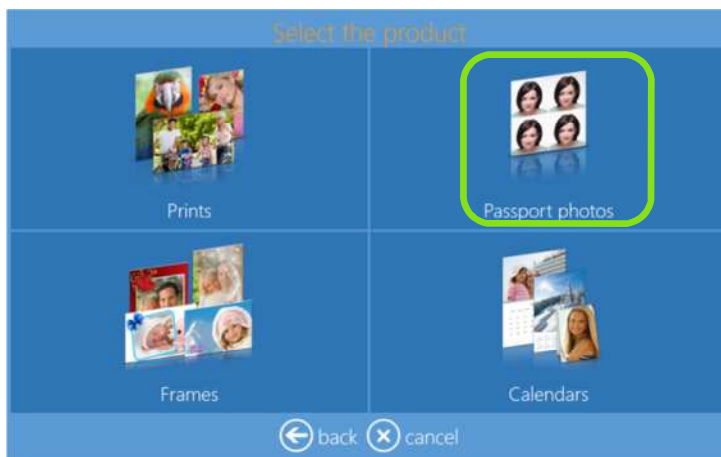 Select the product
Prints
Passport photos
Frames
Calendars
back cancel